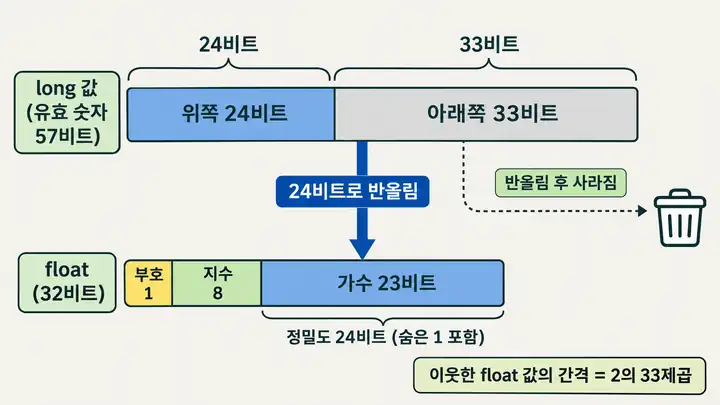 24비트
33비트
long 값
(유효 숫자
57비트)
위쪽 24비트
아래쪽 33비트
24비트로 반올림
반올림 후 사라짐
float
(32비트)
부호
1
지수
8
가수 23비트
정밀도 24비트 (숨은 1 포함)
이웃한 float 값의 간격 = 2의 33제곱